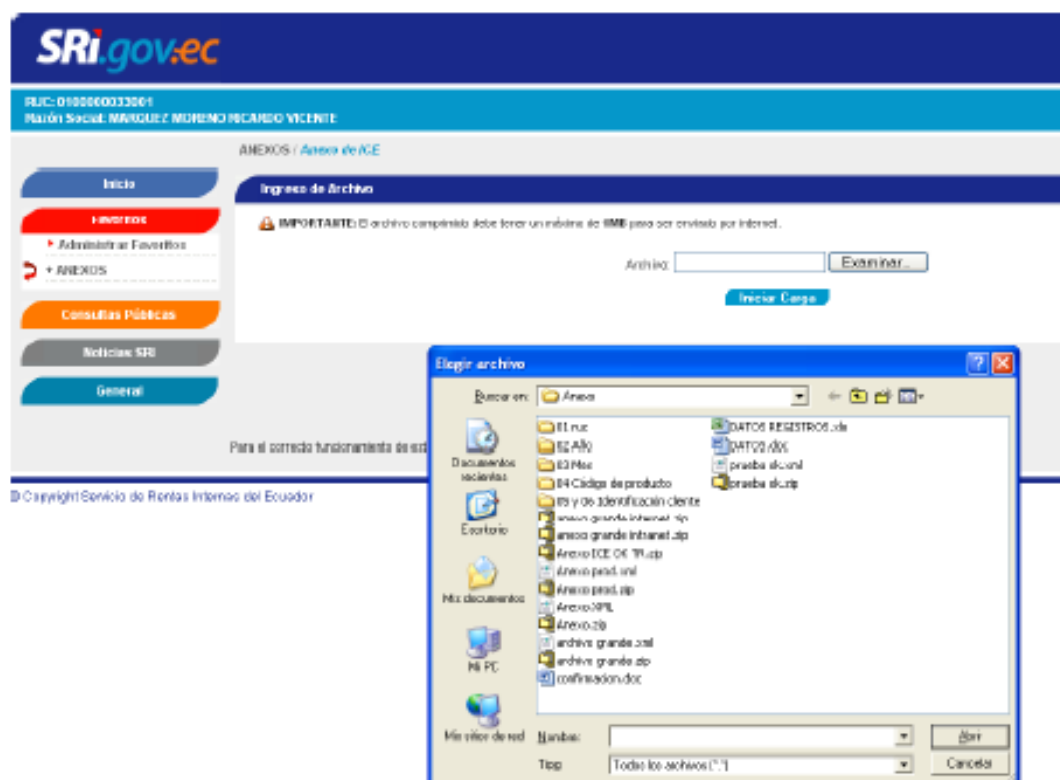 SRi.gov.ec
RUC: 0100000033001
Razón Social: MARQUEZ MORENO RICARDO VICENTE
ANEXOS / Anexo de ICE
Inicio
FAVORITOS
Administrar Favoritos
+ ANEXOS
Consultas Públicas
Noticias SRI
General
Ingreso de Archivo
IMPORTANTE: El archivo comprimido debe tener un máximo de para ser enviado por internet.
Archivo:
Examinar...
Iniciar Carga
Para el correcto funcionamiento de
© Copyright Servicio de Rentas Internas del Ecuador
Elegir archivo
Buscar en: Anexo
Documentos recientes
Escritorio
Mis documentos
Mi PC
Mis sitios de red
01 ruc
02 Año
03 Mes
04 Código de producto
05 y 06 Identificación cliente
anexo grande internet.zip
anexo grande intranet.zip
Anexo ICE OK TR.zip
Anexo prod.xml
Anexo prod.zip
Anexo.XML
Anexo.zip
archivo grande.xml
archivo grande.zip
confirmacion.doc
DATOS REGISTROS.xls
DATOS.doc
prueba ok.xml
prueba ok.zip
Nombre:
Abrir
Tipo: Todos los archivos (*.*)
Cancelar